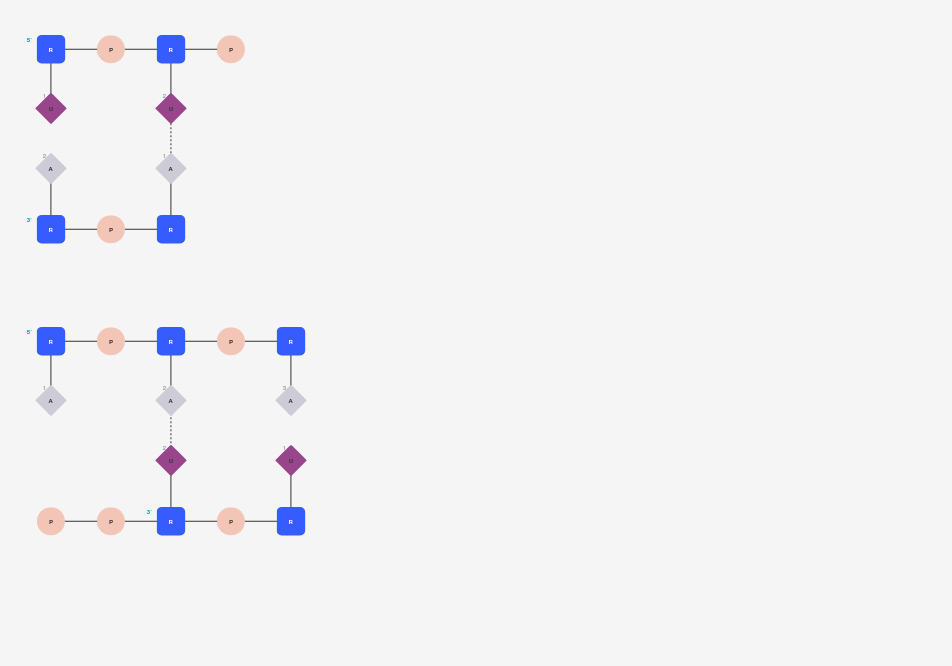 5'
R P R P
1 2
U U
2 1
A A
3'
R P R
5'
R P R P R
1 2 3
A A A
2 1
U U
3'
P P R P R